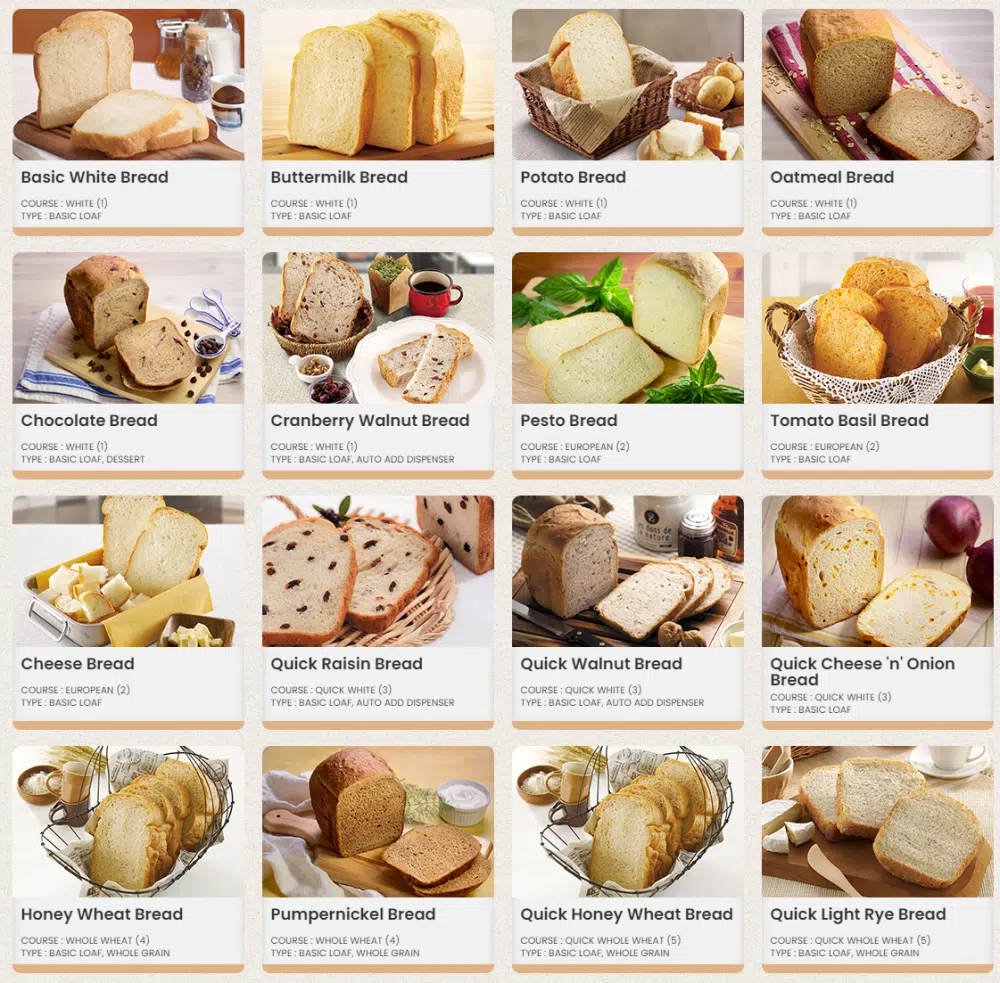 Basic White Bread
COURSE : WHITE (1)
TYPE : BASIC LOAF
Buttermilk Bread
COURSE : WHITE (1)
TYPE : BASIC LOAF
Potato Bread
COURSE : WHITE (1)
TYPE : BASIC LOAF
Oatmeal Bread
COURSE : WHITE (1)
TYPE : BASIC LOAF
Chocolate Bread
COURSE : WHITE (1)
TYPE : BASIC LOAF, DESSERT
Cranberry Walnut Bread
COURSE : WHITE (1)
TYPE : BASIC LOAF, AUTO ADD DISPENSER
Pesto Bread
COURSE : EUROPEAN (2)
TYPE : BASIC LOAF
Tomato Basil Bread
COURSE : EUROPEAN (2)
TYPE : BASIC LOAF
Cheese Bread
COURSE : EUROPEAN (2)
TYPE : BASIC LOAF
Quick Raisin Bread
COURSE : QUICK WHITE (3)
TYPE : BASIC LOAF, AUTO ADD DISPENSER
dons de
la nature
Quick Walnut Bread
COURSE : QUICK WHITE (3)
TYPE : BASIC LOAF, AUTO ADD DISPENSER
Quick Cheese 'n' Onion
Bread
COURSE : QUICK WHITE (3)
TYPE : BASIC LOAF
Honey Wheat Bread
COURSE : WHOLE WHEAT (4)
TYPE : BASIC LOAF, WHOLE GRAIN
Pumpernickel Bread
COURSE : WHOLE WHEAT (4)
TYPE : BASIC LOAF, WHOLE GRAIN
Quick Honey Wheat Bread
COURSE : QUICK WHOLE WHEAT (5)
TYPE : BASIC LOAF, WHOLE GRAIN
Quick Light Rye Bread
COURSE : QUICK WHOLE WHEAT (5)
TYPE : BASIC LOAF, WHOLE GRAIN